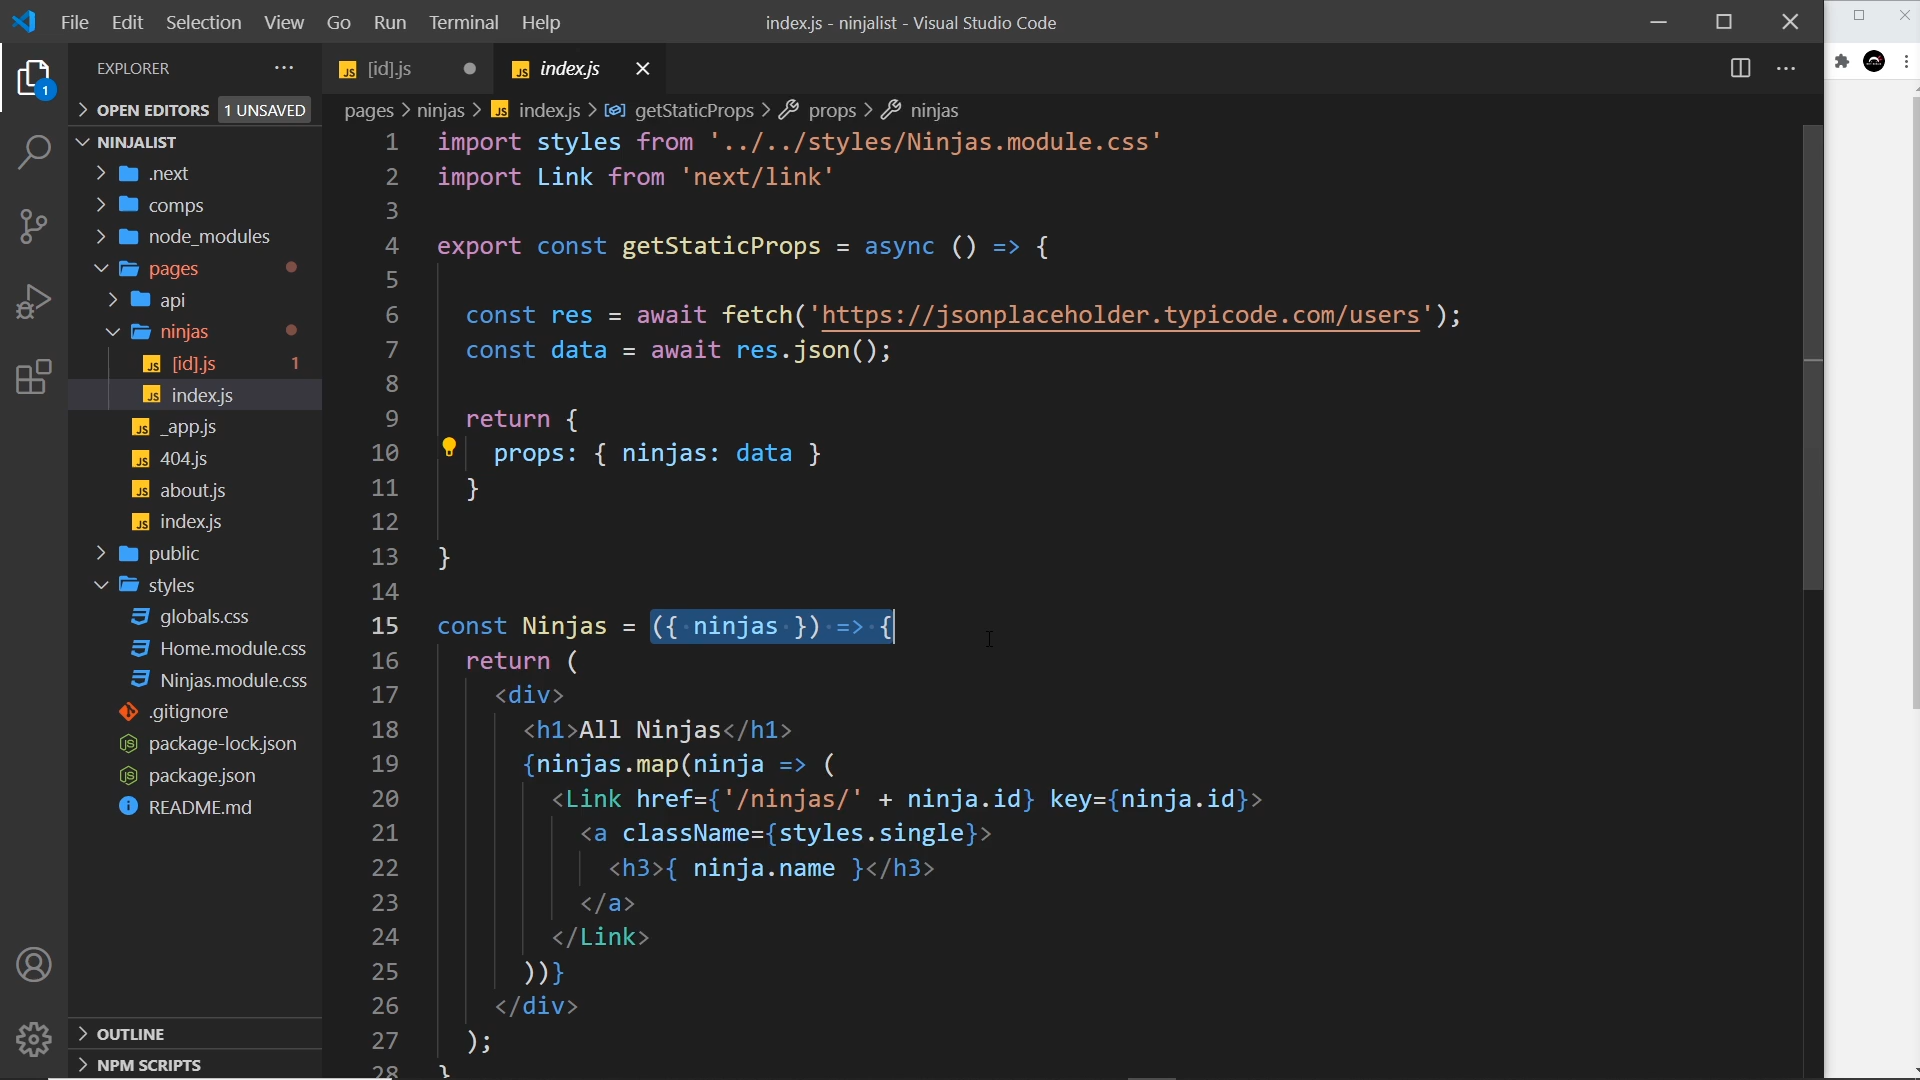 File Edit Selection View Go Run Terminal Help
index.js - ninjalist - Visual Studio Code
EXPLORER
[id].js
index.js
1
OPEN EDITORS 1 UNSAVED
pages > ninjas > index.js > getStaticProps > props > ninjas
NINJALIST
.next
comps
node_modules
pages
api
ninjas
[id].js 1
index.js
_app.js
404.js
about.js
index.js
public
styles
globals.css
Home.module.css
Ninjas.module.css
.gitignore
package-lock.json
package.json
README.md
OUTLINE
NPM SCRIPTS
1 import styles from '../../styles/Ninjas.module.css'
2 import Link from 'next/link'
3
4 export const getStaticProps = async () => {
5
6 const res = await fetch('https://jsonplaceholder.typicode.com/users');
7 const data = await res.json();
8
9 return {
10 props: { ninjas: data }
11 }
12
13 }
14
15 const Ninjas = ({ ninjas }) => {
16 return (
17 <div>
18 <h1>All Ninjas</h1>
19 {ninjas.map(ninja => (
20 <Link href={'/ninjas/' + ninja.id} key={ninja.id}>
21 <a className={styles.single}>
22 <h3>{ ninja.name }</h3>
23 </a>
24 </Link>
25 ))}
26 </div>
27 );
28 }